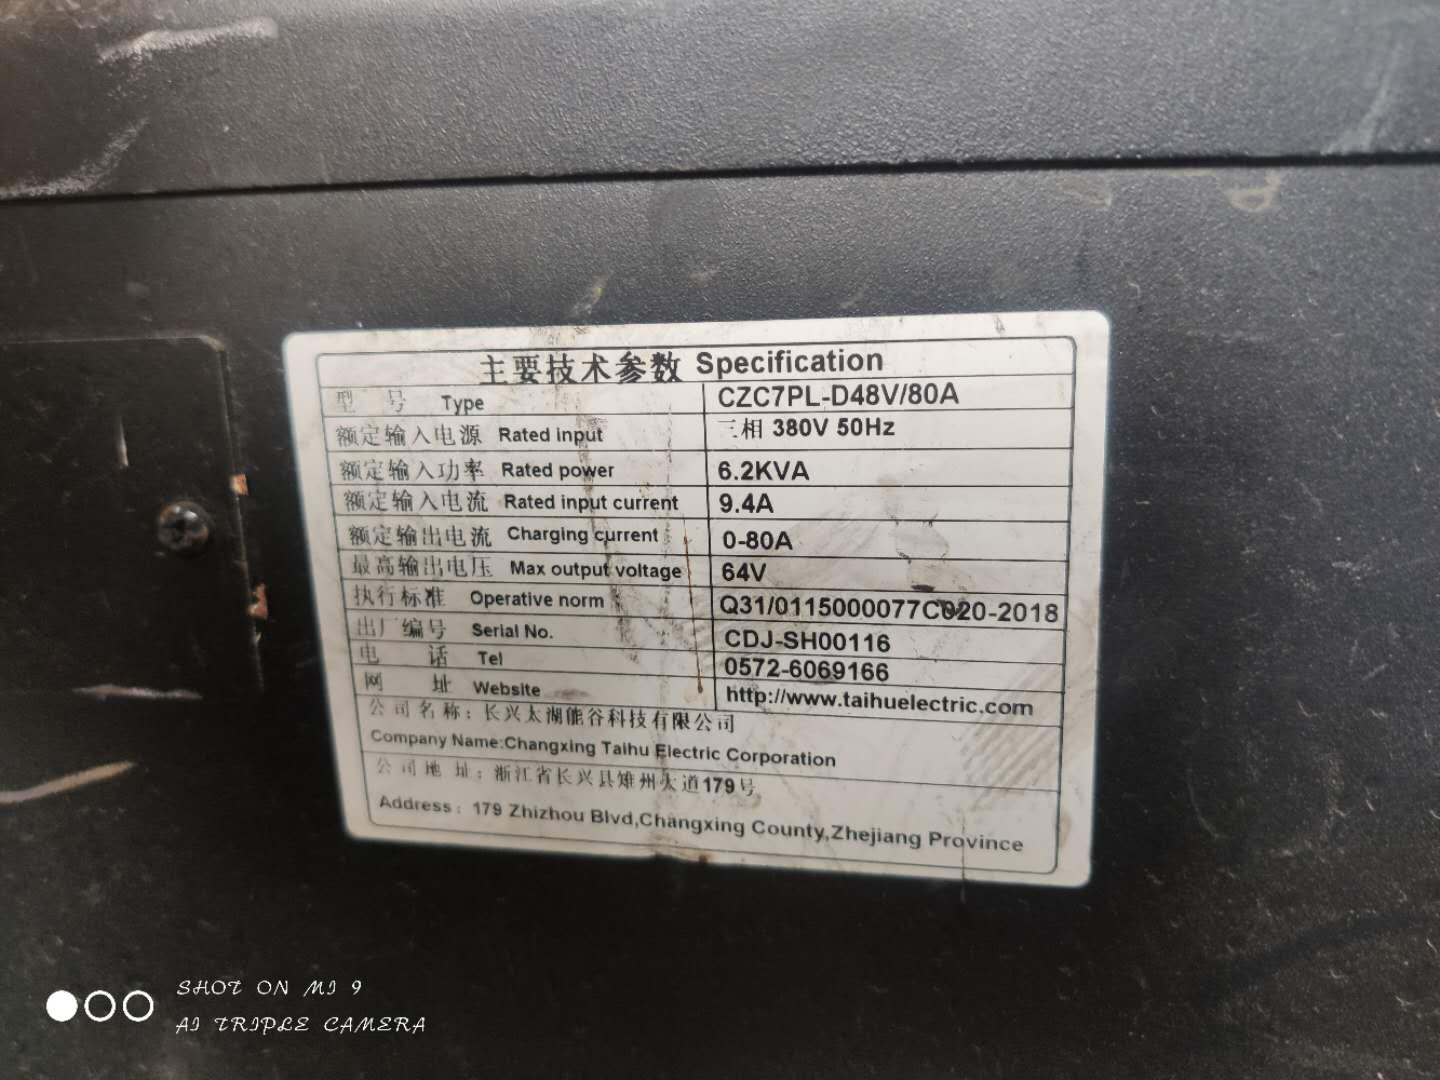 主要技术参数 Specification
型 号 Type CZC7PL-D48V/80A
额定输入电源 Rated input 三相 380V 50Hz
额定输入功率 Rated power 6.2KVA
额定输入电流 Rated input current 9.4A
额定输出电流 Charging current 0-80A
最高输出电压 Max output voltage 64V
执行标准 Operative norm Q31/0115000077C020-2018
出厂编号 Serial No. CDJ-SH00116
电 话 Tel 0572-6069166
网 址 Website http://www.taihuelectric.com
公司名称：长兴太湖能谷科技有限公司
Company Name:Changxing Taihu Electric Corporation
公司地址：浙江省长兴县雉州大道179号
Address：179 Zhizhou Blvd,Changxing County,Zhejiang Province
SHOT ON MI 9
AI TRIPLE CAMERA